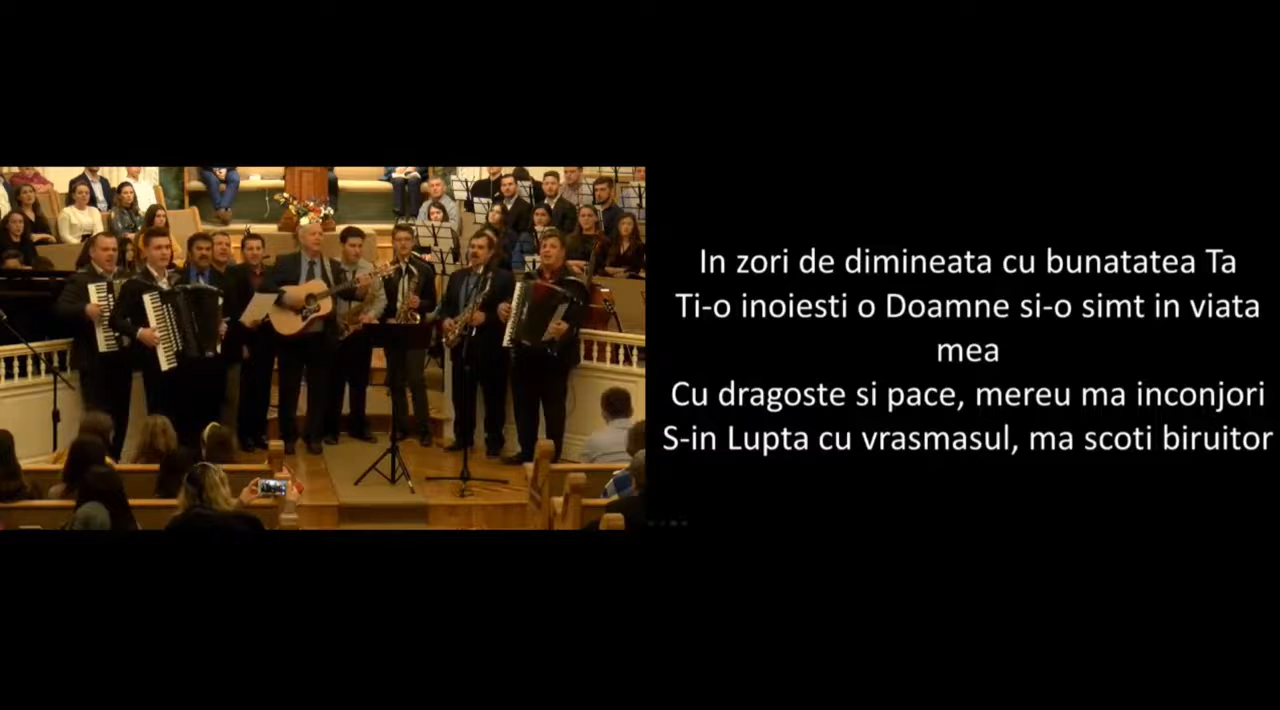 In zori de dimineata cu bunatatea Ta
Ti-o inoiesti o Doamne si-o simt in viata
mea
Cu dragoste si pace, mereu ma inconjori
S-in Lupta cu vrasmasul, ma scoti biruitor